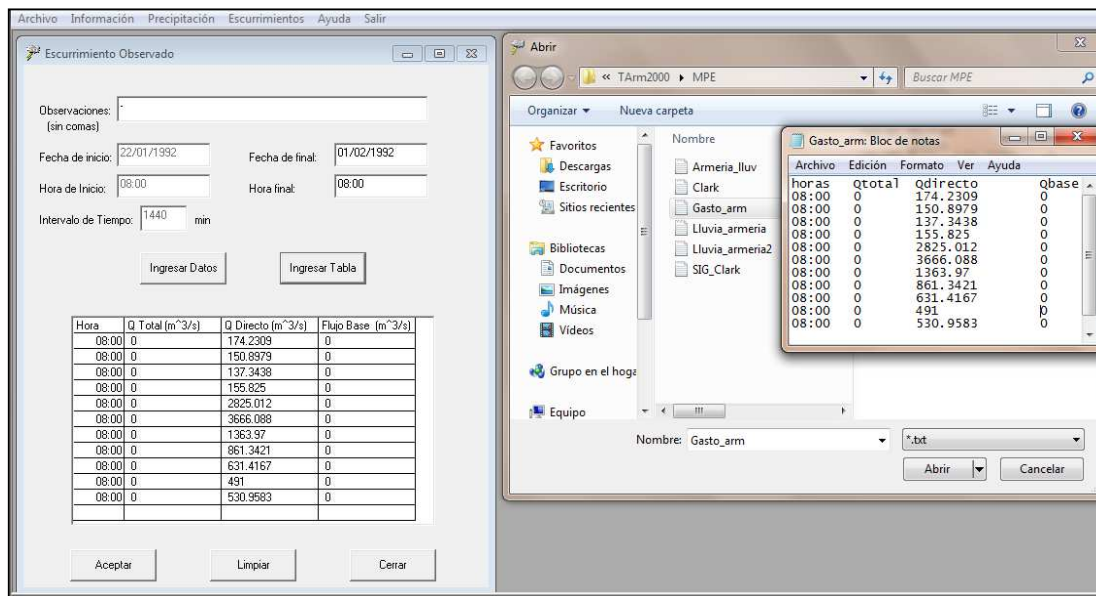 Archivo Información Precipitación Escurrimientos Ayuda Salir
Escurrimiento Observado
Observaciones: -
(sin comas)
Fecha de inicio: 22/01/1992 Fecha de final: 01/02/1992
Hora de Inicio: 08:00 Hora final: 08:00
Intervalo de Tiempo: 1440 min
Ingresar Datos Ingresar Tabla
Hora Q Total (m^3/s) Q Directo (m^3/s) Flujo Base (m^3/s)
08:00 0 174.2309 0
08:00 0 150.8979 0
08:00 0 137.3438 0
08:00 0 155.825 0
08:00 0 2825.012 0
08:00 0 3666.088 0
08:00 0 1363.97 0
08:00 0 861.3421 0
08:00 0 631.4167 0
08:00 0 491 0
08:00 0 530.9583 0
Aceptar Limpiar Cerrar
Abrir
« TArm2000 MPE Buscar MPE
Organizar Nueva carpeta
Favoritos
Descargas
Escritorio
Sitios recientes
Bibliotecas
Documentos
Imágenes
Música
Vídeos
Grupo en el hoga
Equipo
Nombre
Armeria_lluv
Clark
Gasto_arm
Lluvia_armeria
Lluvia_armeria2
SIG_Clark
Gasto_arm: Bloc de notas
Archivo Edición Formato Ver Ayuda
horas Qtotal Qdirecto Qbase
08:00 0 174.2309 0
08:00 0 150.8979 0
08:00 0 137.3438 0
08:00 0 155.825 0
08:00 0 2825.012 0
08:00 0 3666.088 0
08:00 0 1363.97 0
08:00 0 861.3421 0
08:00 0 631.4167 0
08:00 0 491 0
08:00 0 530.9583 0
Nombre: Gasto_arm *.txt
Abrir Cancelar